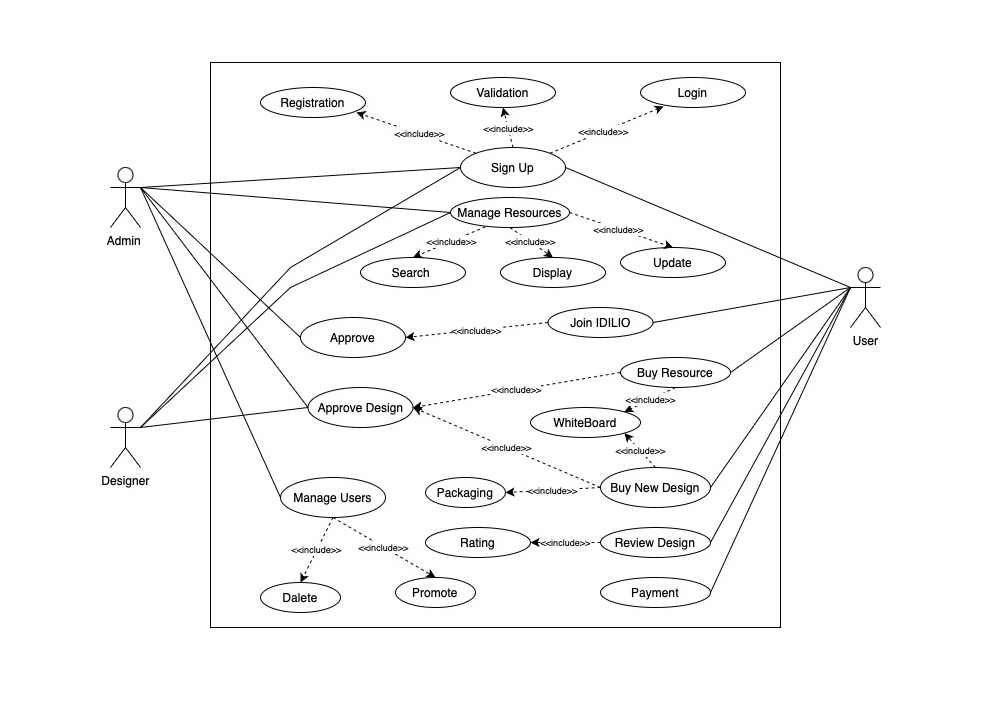 Registration
Validation
Login
<<include>>
<<include>>
<<include>>
Sign Up
Admin
Manage Resources
<<include>>
<<include>>
<<include>>
Search
Display
Update
Approve
<<include>>
Join IDILIO
User
Buy Resource
<<include>>
<<include>>
Approve Design
WhiteBoard
<<include>>
<<include>>
Designer
Manage Users
Packaging
<<include>>
Buy New Design
Rating
<<include>>
Review Design
<<include>>
<<include>>
Dalete
Promote
Payment